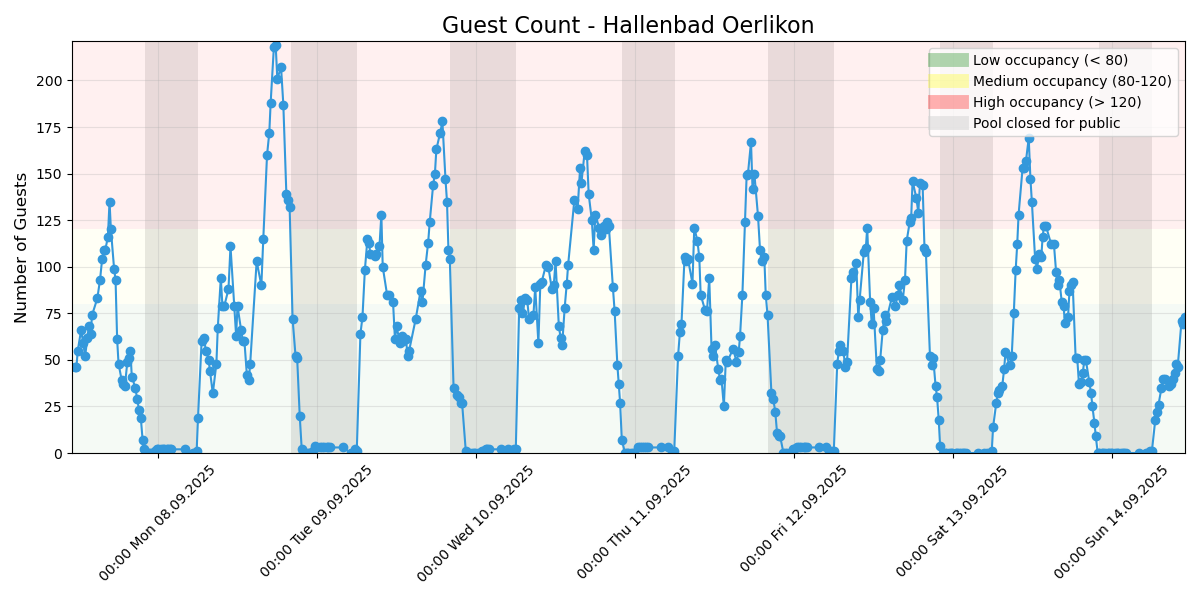 Guest Count - Hallenbad Oerlikon
Number of Guests
200
175
150
125
100
75
50
25
0
Low occupancy (< 80)
Medium occupancy (80-120)
High occupancy (> 120)
Pool closed for public
00:00 Mon 08.09.2025
00:00 Tue 09.09.2025
00:00 Wed 10.09.2025
00:00 Thu 11.09.2025
00:00 Fri 12.09.2025
00:00 Sat 13.09.2025
00:00 Sun 14.09.2025